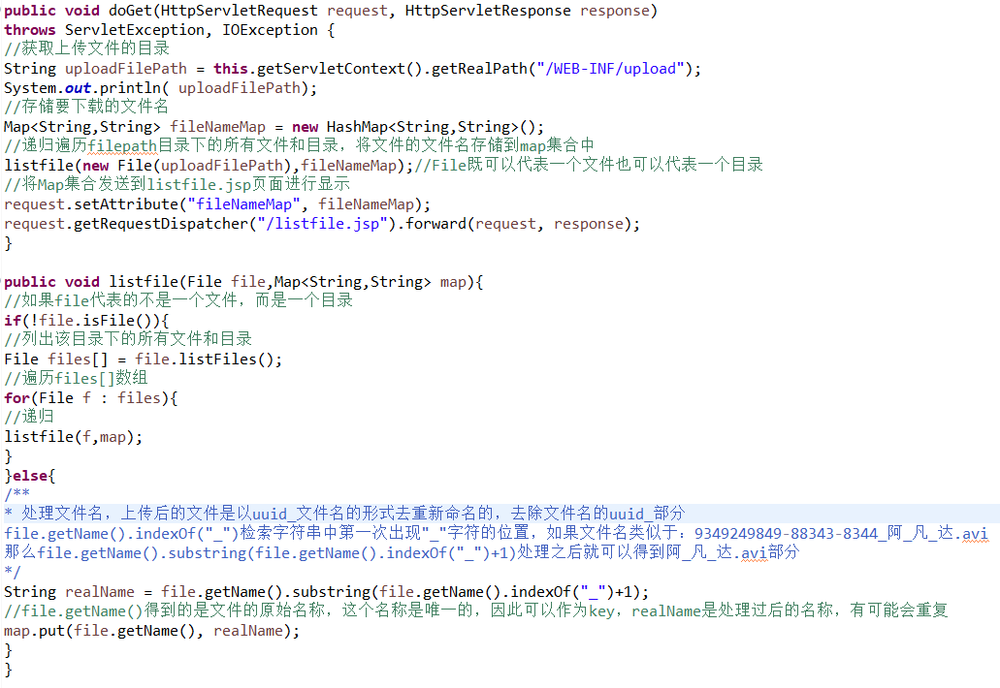 public void doGet(HttpServletRequest request, HttpServletResponse response)
throws ServletException, IOException {
//获取上传文件的目录
String uploadFilePath = this.getServletContext().getRealPath("/WEB-INF/upload");
System.out.println( uploadFilePath);
//存储要下载的文件名
Map<String,String> fileNameMap = new HashMap<String,String>();
//递归遍历filepath目录下的所有文件和目录，将文件的文件名存储到map集合中
listfile(new File(uploadFilePath),fileNameMap);//File既可以代表一个文件也可以代表一个目录
//将Map集合发送到listfile.jsp页面进行显示
request.setAttribute("fileNameMap", fileNameMap);
request.getRequestDispatcher("/listfile.jsp").forward(request, response);
}
public void listfile(File file,Map<String,String> map){
//如果file代表的不是一个文件，而是一个目录
if(!file.isFile()){
//列出该目录下的所有文件和目录
File files[] = file.listFiles();
//遍历files[]数组
for(File f : files){
//递归
listfile(f,map);
}
}else{
/**
* 处理文件名，上传后的文件是以uuid_文件名的形式去重新命名的，去除文件名的uuid_部分
file.getName().indexOf("_")检索字符串中第一次出现"_"字符的位置，如果文件名类似于：9349249849-88343-8344_阿_凡_达.avi
那么file.getName().substring(file.getName().indexOf("_")+1)处理之后就可以得到阿_凡_达.avi部分
*/
String realName = file.getName().substring(file.getName().indexOf("_")+1);
//file.getName()得到的是文件的原始名称，这个名称是唯一的，因此可以作为key，realName是处理过后的名称，有可能会重复
map.put(file.getName(), realName);
}
}